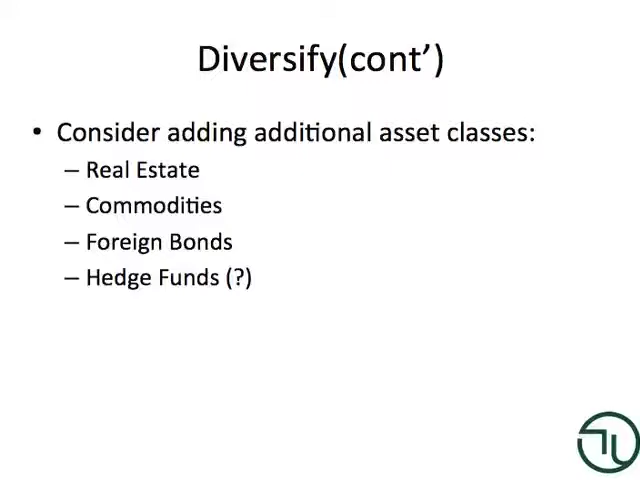 Diversify(cont’)
• Consider adding additional asset classes:
– Real Estate
– Commodities
– Foreign Bonds
– Hedge Funds (?)